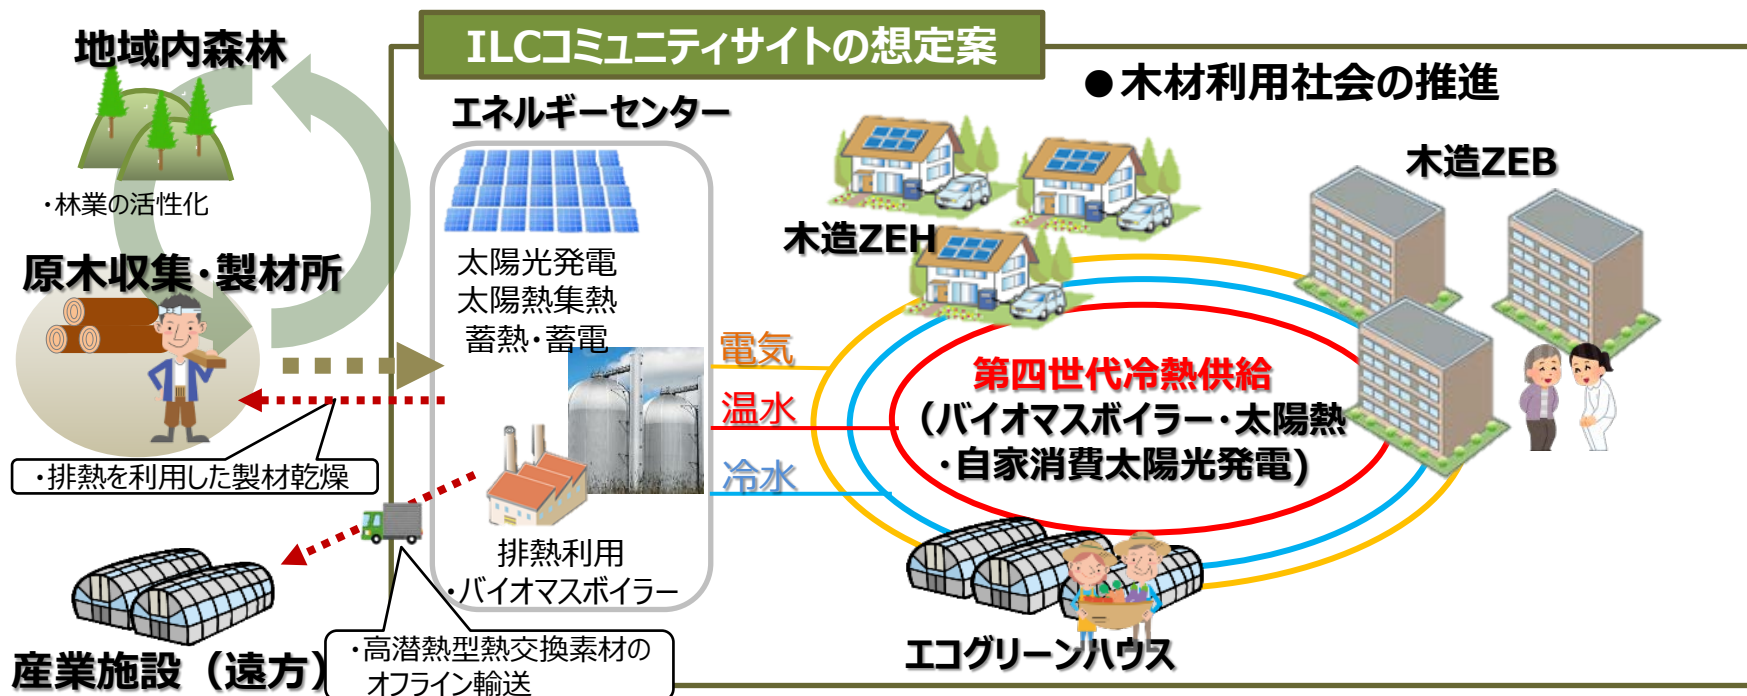 ILCコミュニティサイトの想定案
地域内森林
・林業の活性化
原木収集・製材所
・排熱を利用した製材乾燥
産業施設（遠方）
・高潜熱型熱交換素材の
オフライン輸送
エネルギーセンター
太陽光発電
太陽熱集熱
蓄熱・蓄電
排熱利用
・バイオマスボイラー
電気
温水
冷水
●木材利用社会の推進
木造ZEH
木造ZEB
第四世代冷熱供給
（バイオマスボイラー・太陽熱
・自家消費太陽光発電)
エコグリーンハウス